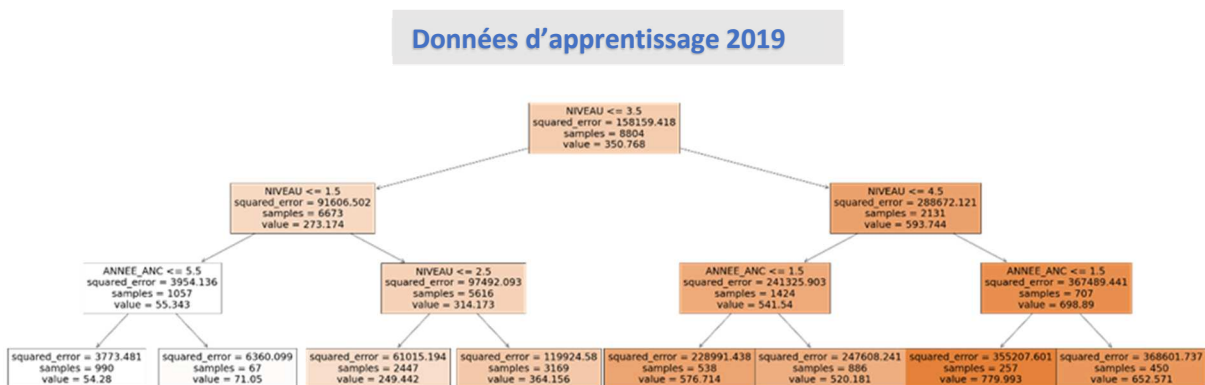 Données d’apprentissage 2019
NIVEAU <= 3.5
squared_error = 158159.418
samples = 8804
value = 350.768
NIVEAU <= 1.5
squared_error = 91606.502
samples = 6673
value = 273.174
NIVEAU <= 4.5
squared_error = 288672.121
samples = 2131
value = 593.744
ANNEE_ANC <= 5.5
squared_error = 3954.136
samples = 1057
value = 55.343
NIVEAU <= 2.5
squared_error = 97492.093
samples = 5616
value = 314.173
ANNEE_ANC <= 1.5
squared_error = 241325.903
samples = 1424
value = 541.54
ANNEE_ANC <= 1.5
squared_error = 367489.441
samples = 707
value = 698.89
squared_error = 3773.481
samples = 990
value = 54.28
squared_error = 6360.099
samples = 67
value = 71.05
squared_error = 61015.194
samples = 2447
value = 249.442
squared_error = 119924.58
samples = 3169
value = 364.156
squared_error = 228991.438
samples = 538
value = 576.714
squared_error = 247608.241
samples = 886
value = 520.181
squared_error = 355207.601
samples = 257
value = 779.993
squared_error = 368601.737
samples = 450
value = 652.571